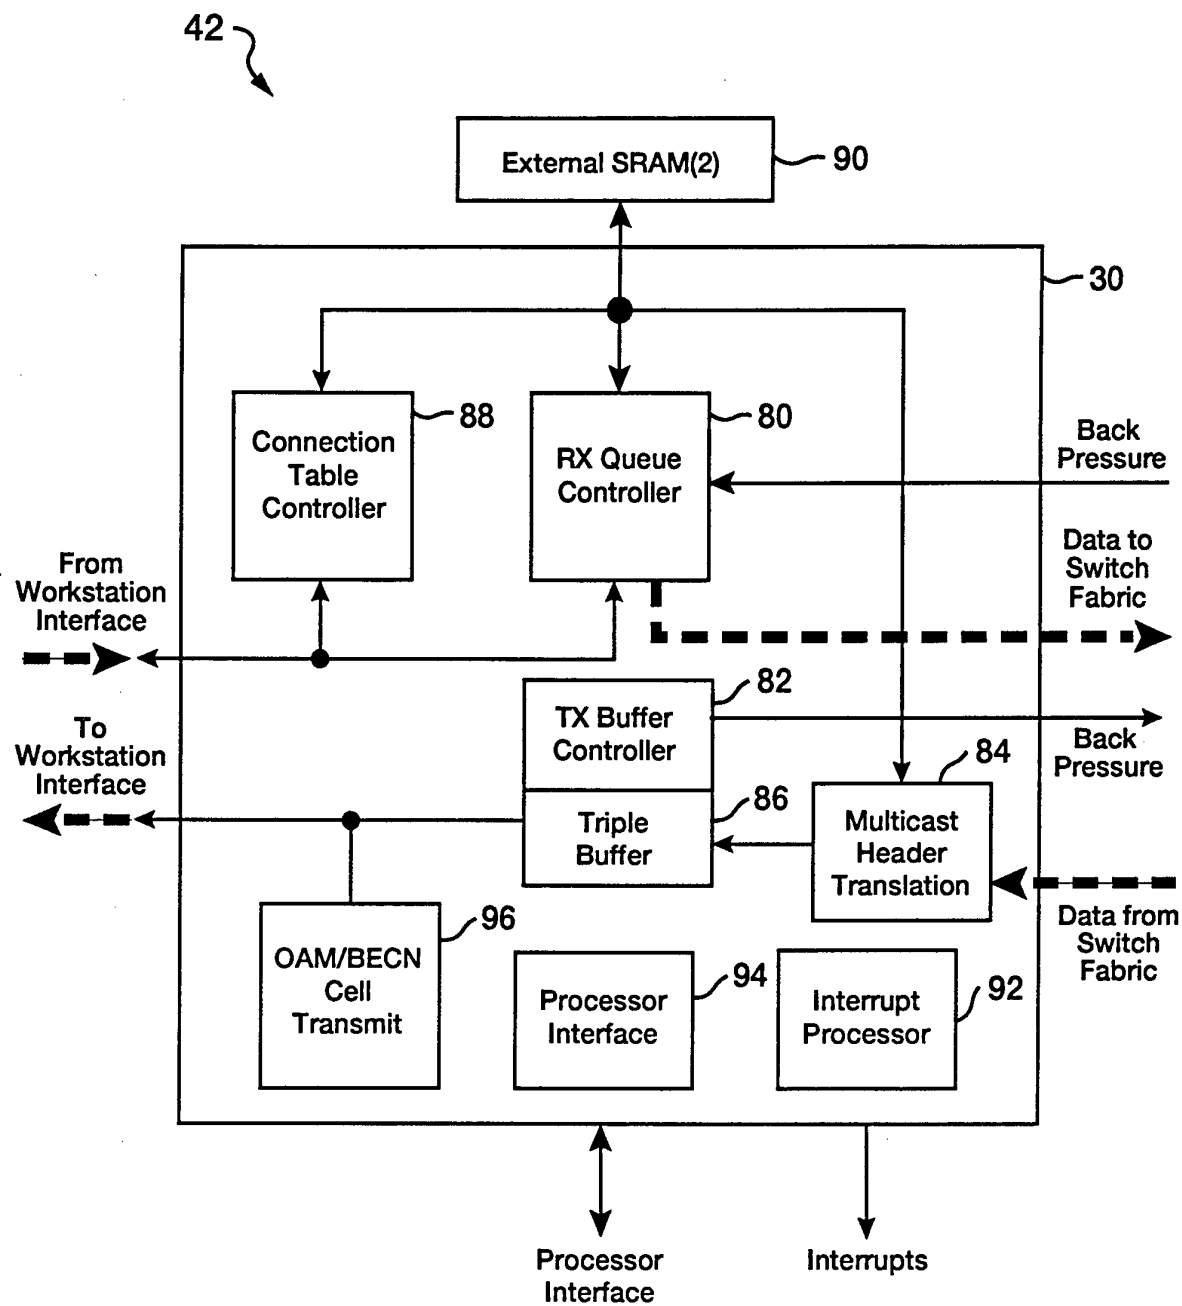 42
External SRAM(2)
90
30
Connection
Table
Controller
88
RX Queue
Controller
80
Back
Pressure
From
Workstation
Interface
Data to
Switch
Fabric
TX Buffer
Controller
82
Back
Pressure
To
Workstation
Interface
Triple
Buffer
86
Multicast
Header
Translation
84
Data from
Switch
Fabric
OAM/BECN
Cell
Transmit
96
Processor
Interface
94
Interrupt
Processor
92
Processor
Interface
Interrupts